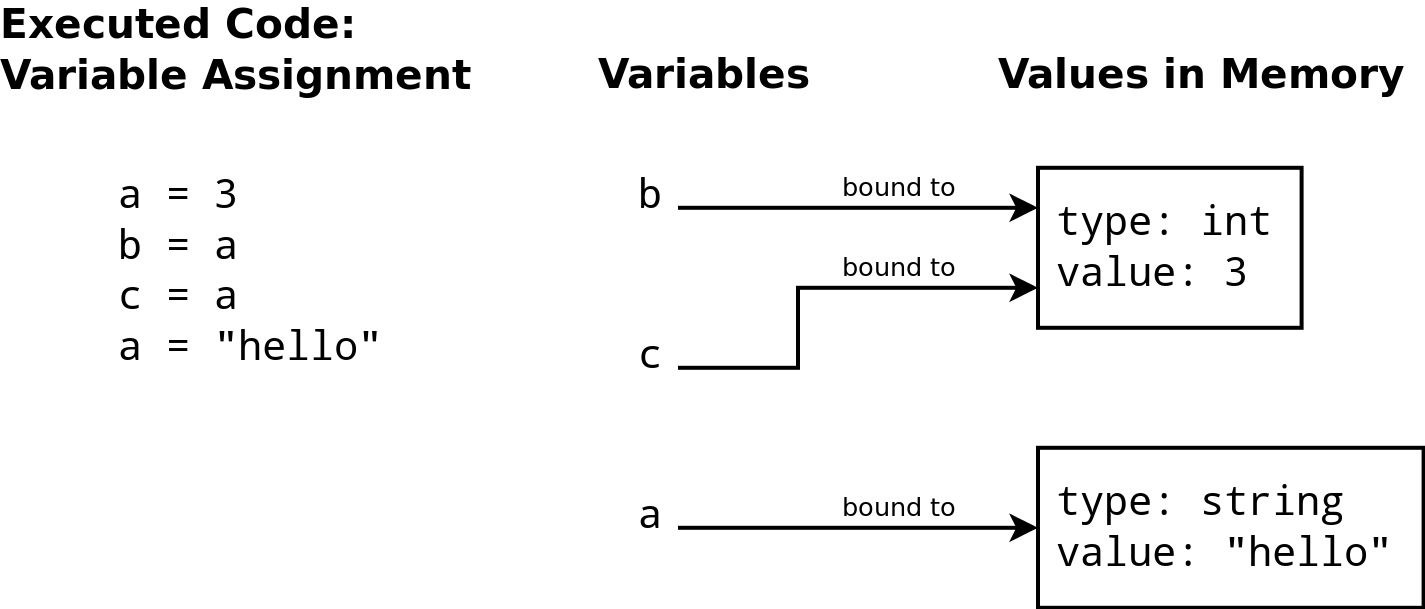 Executed Code:
Variable Assignment
Variables
Values in Memory
a = 3
b = a
c = a
a = "hello"
b
bound to
type: int
value: 3
c
bound to
a
bound to
type: string
value: "hello"